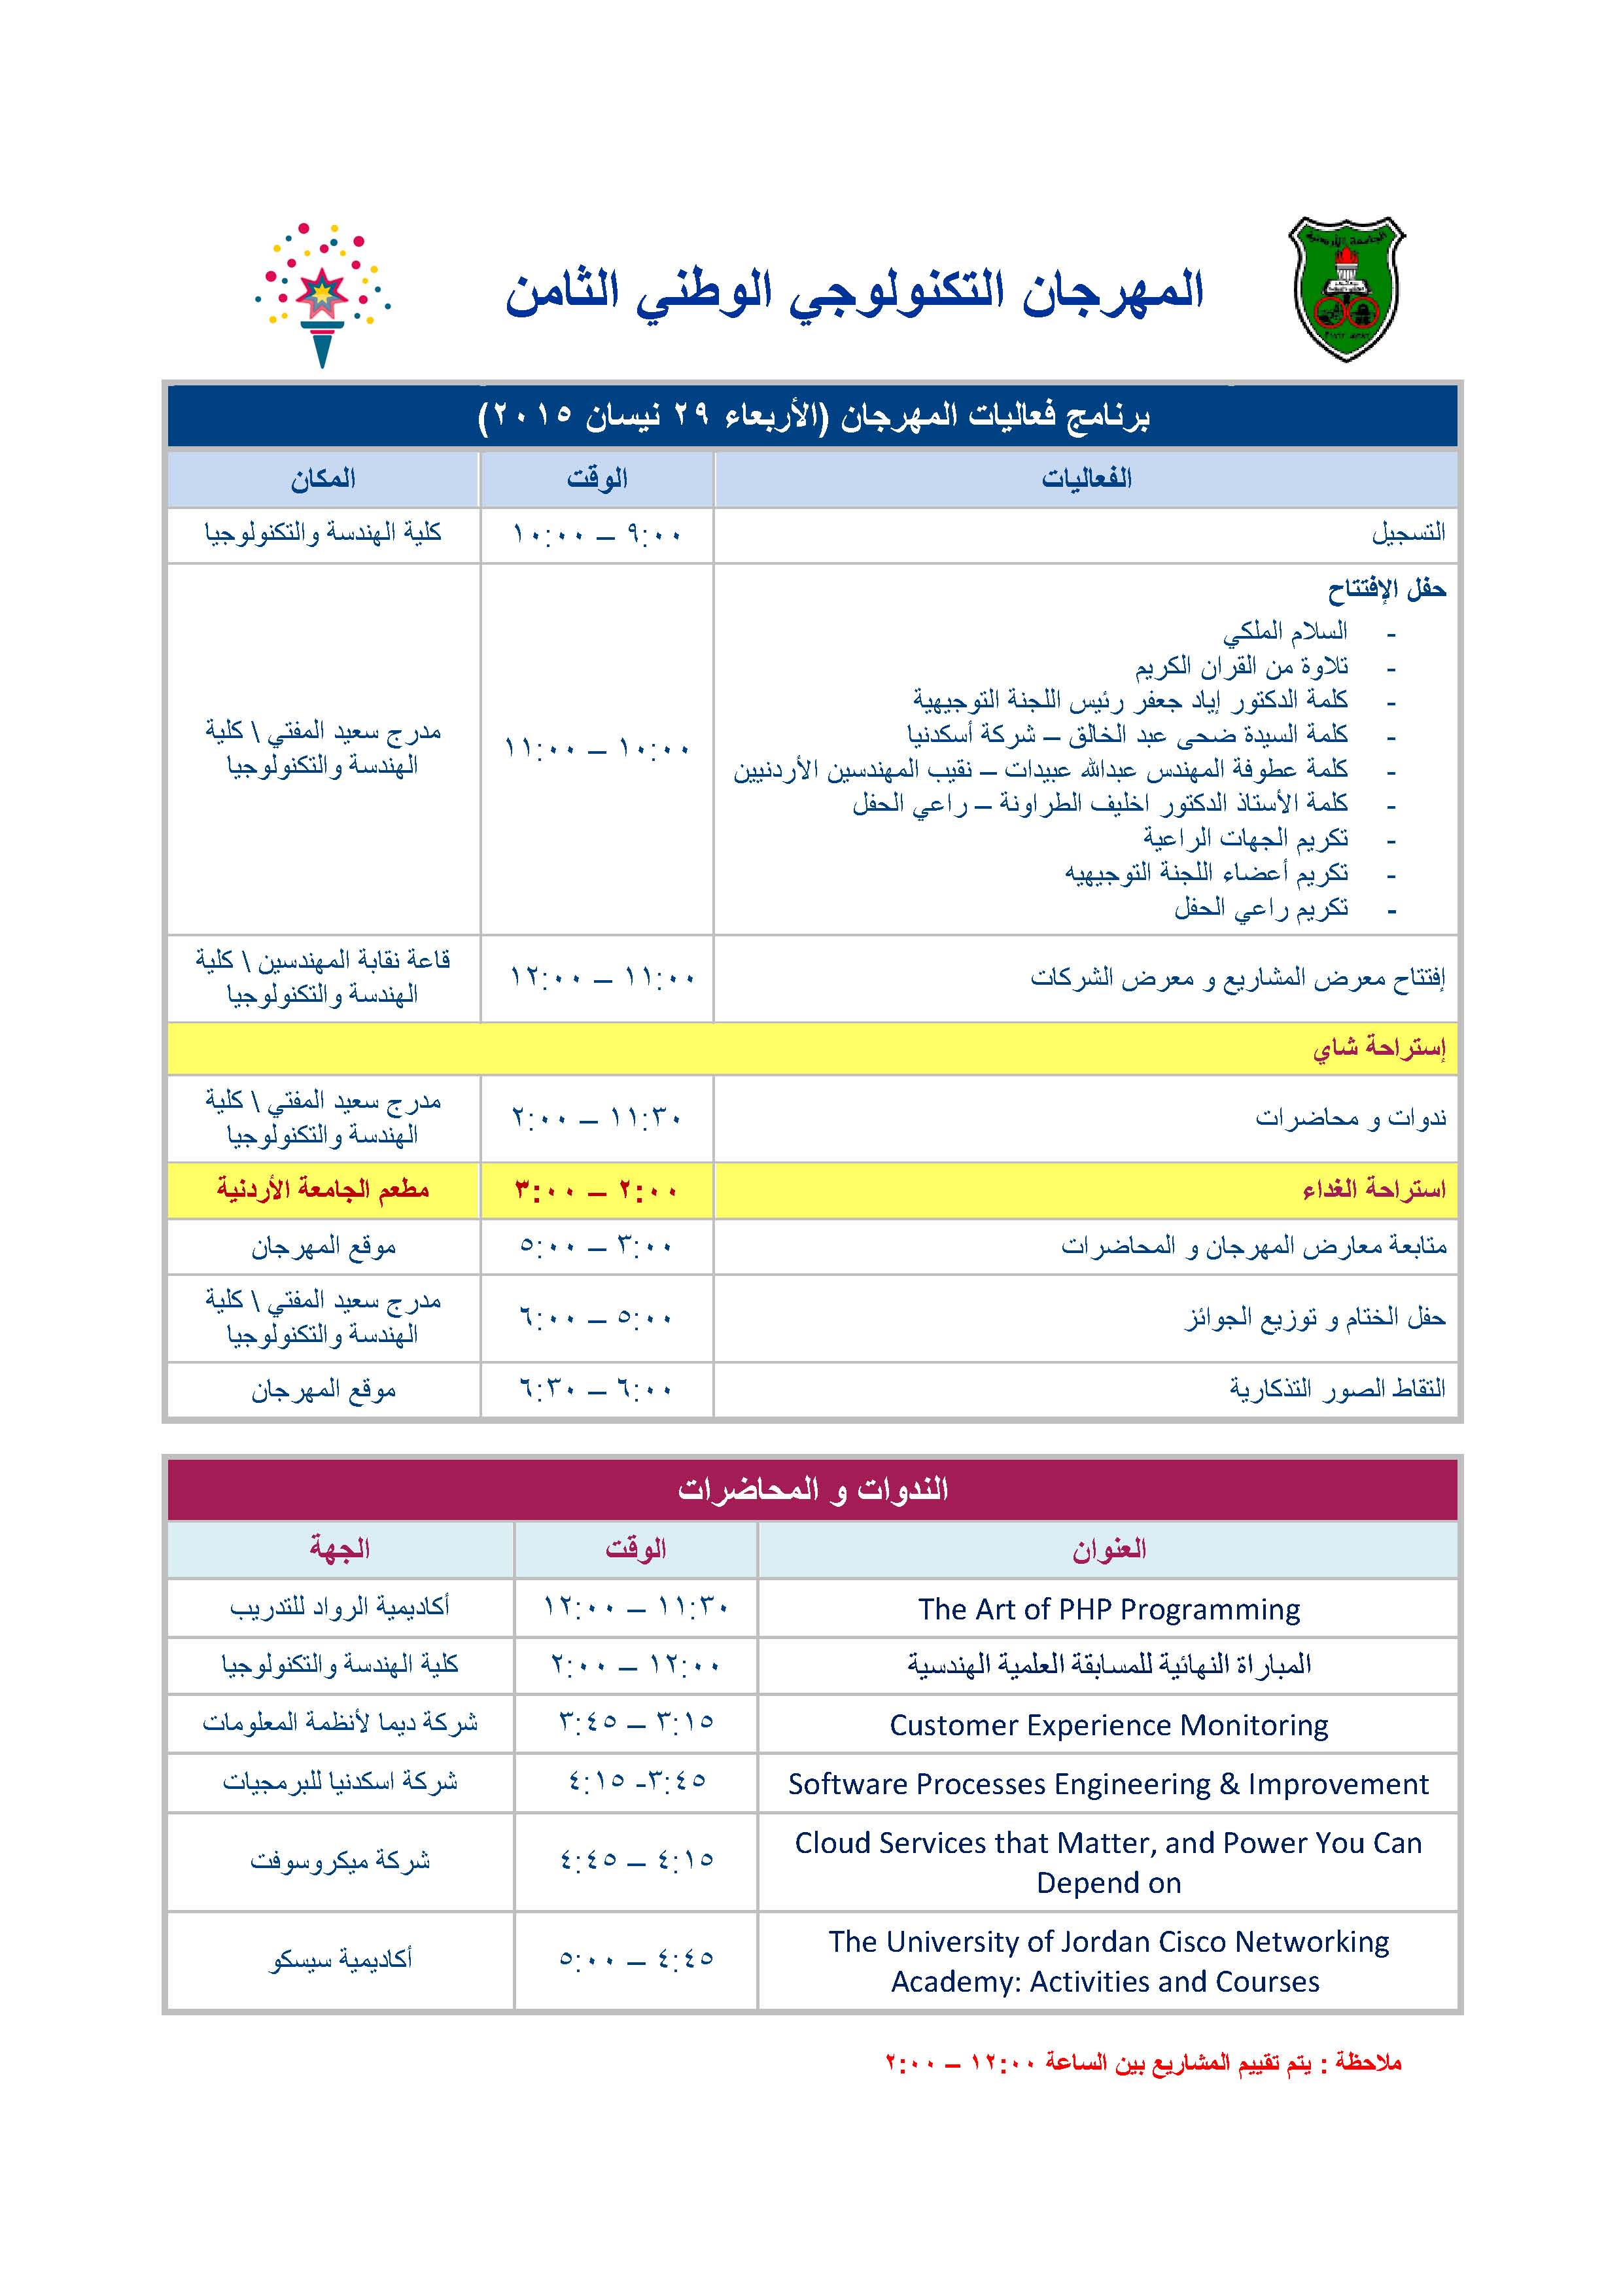 المهرجان التكنولوجي الوطني الثامن
برنامج فعاليات المهرجان (الأربعاء ٢٩ نيسان ٢٠١٥)
الفعاليات الوقت المكان
التسجيل ٩:٠٠ – ١٠:٠٠ كلية الهندسة والتكنولوجيا
حفل الإفتتاح
- السلام الملكي
- تلاوة من القران الكريم
- كلمة الدكتور إياد جعفر رئيس اللجنة التوجيهية
- كلمة السيدة ضحى عبد الخالق – شركة أسكدنيا
- كلمة عطوفة المهندس عبدالله عبيدات – نقيب المهندسين الأردنيين
- كلمة الأستاذ الدكتور اخليف الطراونة – راعي الحفل
- تكريم الجهات الراعية
- تكريم أعضاء اللجنة التوجيهيه
- تكريم راعي الحفل
١٠:٠٠ – ١١:٠٠
مدرج سعيد المفتي \ كلية
الهندسة والتكنولوجيا
إفتتاح معرض المشاريع و معرض الشركات
١١:٠٠ – ١٢:٠٠
قاعة نقابة المهندسين \ كلية
الهندسة والتكنولوجيا
إستراحة شاي
ندوات و محاضرات
١١:٣٠ – ٢:٠٠
مدرج سعيد المفتي \ كلية
الهندسة والتكنولوجيا
استراحة الغداء ٢:٠٠ – ٣:٠٠ مطعم الجامعة الأردنية
متابعة معارض المهرجان و المحاضرات ٣:٠٠ – ٥:٠٠ موقع المهرجان
حفل الختام و توزيع الجوائز
٥:٠٠ – ٦:٠٠
مدرج سعيد المفتي \ كلية
الهندسة والتكنولوجيا
التقاط الصور التذكارية ٦:٠٠ – ٦:٣٠ موقع المهرجان
الندوات و المحاضرات
العنوان الوقت الجهة
The Art of PHP Programming ١١:٣٠ – ١٢:٠٠ أكاديمية الرواد للتدريب
المباراة النهائية للمسابقة العلمية الهندسية ١٢:٠٠ – ٢:٠٠ كلية الهندسة والتكنولوجيا
Customer Experience Monitoring ٣:١٥ – ٣:٤٥ شركة ديما لأنظمة المعلومات
Software Processes Engineering & Improvement ٣:٤٥- ٤:١٥ شركة اسكدنيا للبرمجيات
Cloud Services that Matter, and Power You Can
Depend on
٤:١٥ – ٤:٤٥
شركة ميكروسوفت
The University of Jordan Cisco Networking
Academy: Activities and Courses
٤:٤٥ – ٥:٠٠
أكاديمية سيسكو
ملاحظة : يتم تقييم المشاريع بين الساعة ١٢:٠٠ – ٢:٠٠